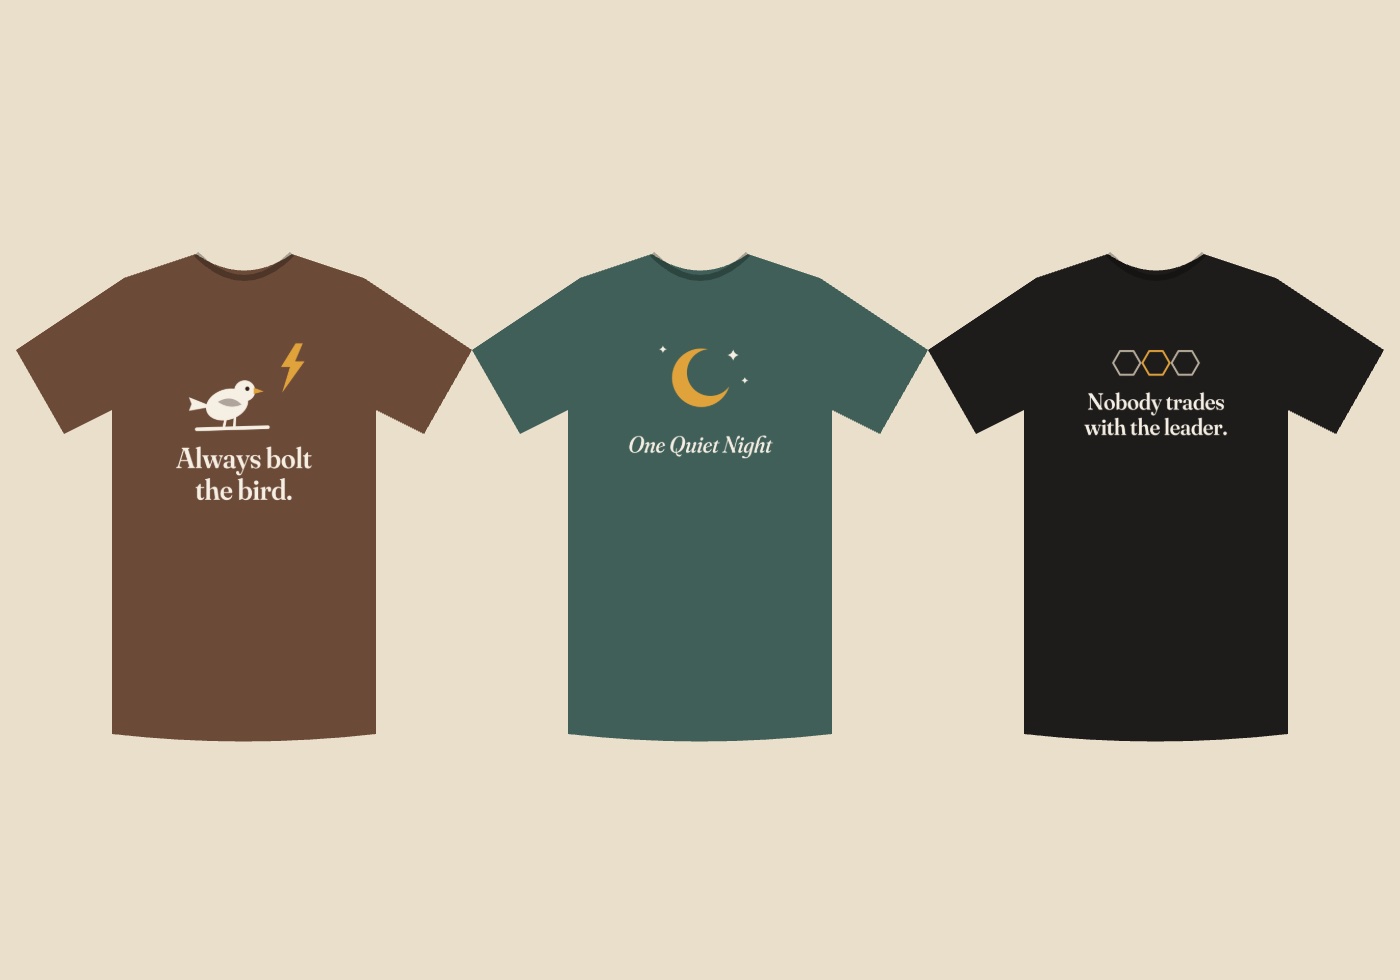 Always bolt
the bird.
One Quiet Night
Nobody trades
with the leader.